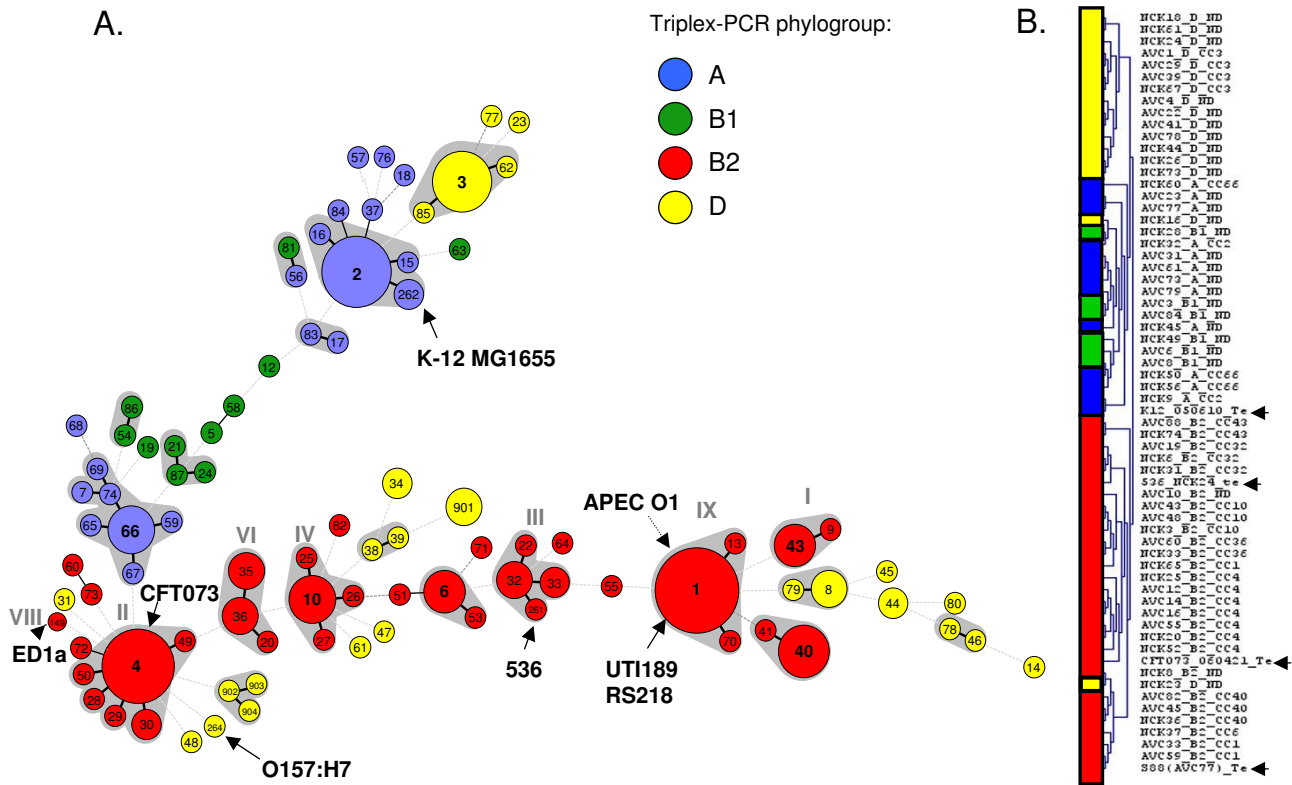 A.
Triplex-PCR phylogroup:
A
B1
B2
D
77
23
57
76
18
62
3
85
84
37
16
81
56
2
15
63
262
83
17
K-12 MG1655
12
58
5
86
54
19
21
87
24
68
69
7
74
65
66
59
67
60
73
31
II
CFT073
VIII
149
ED1a
72
49
50
4
28
29
30
902
903
904
264
48
O157:H7
VI
35
36
20
IV
25
82
34
901
38
39
10
26
27
61
47
51
6
71
53
III
22
64
32
33
261
536
55
APEC O1
IX
I
13
43
9
1
79
8
45
44
80
78
46
14
70
41
40
UTI189
RS218
B.
NCK18_D_ND
NCK61_D_ND
NCK24_D_ND
AVC1_D_CC3
AVC29_D_CC3
AVC39_D_CC3
NCK67_D_CC3
AVC4_D_ND
AVC22_D_ND
AVC41_D_ND
AVC78_D_ND
NCK44_D_ND
NCK26_D_ND
NCK73_D_ND
NCK60_A_CC66
AVC23_A_ND
AVC77_A_ND
NCK16_D_ND
NCK28_B1_ND
NCK32_A_CC2
AVC31_A_ND
AVC61_A_ND
AVC73_A_ND
AVC79_A_ND
AVC3_B1_ND
AVC84_B1_ND
NCK45_A_ND
NCK49_B1_ND
AVC6_B1_ND
AVC8_B1_ND
NCK50_A_CC66
NCK56_A_CC66
NCK9_A_CC2
K12_050610_Te
AVC88_B2_CC43
NCK74_B2_CC43
AVC19_B2_CC32
NCK6_B2_CC32
NCK31_B2_CC32
536_NCK24_te
AVC10_B2_ND
AVC43_B2_CC10
AVC48_B2_CC10
NCK3_B2_CC10
AVC60_B2_CC36
NCK33_B2_CC36
NCK65_B2_CC1
NCK25_B2_CC4
AVC12_B2_CC4
AVC14_B2_CC4
AVC16_B2_CC4
AVC55_B2_CC4
NCK20_B2_CC4
NCK52_B2_CC4
CFT073_060421_Te
NCK8_B2_ND
NCK23_D_ND
AVC82_B2_CC40
AVC45_B2_CC40
NCK36_B2_CC40
NCK37_B2_CC6
AVC33_B2_CC1
AVC59_B2_CC1
S88(AVC77)_Te